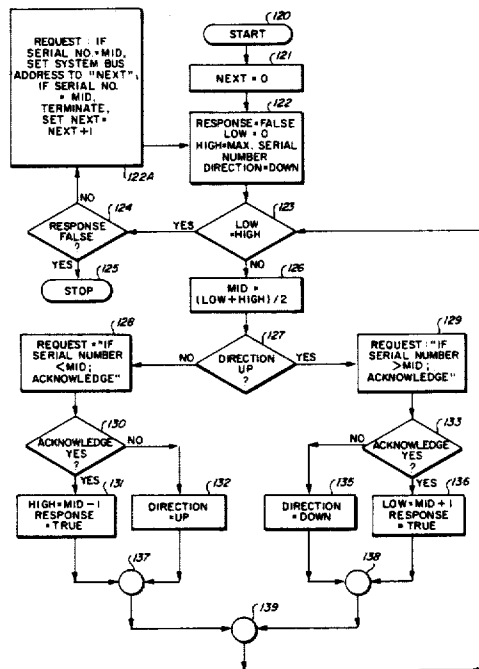 120
START
121
NEXT = 0
REQUEST: IF
SERIAL NO.=MID,
SET SYSTEM BUS
ADDRESS TO "NEXT",
IF SERIAL NO.
= MID,
TERMINATE,
SET NEXT=
NEXT+1
122A
122
RESPONSE=FALSE
LOW = 0
HIGH=MAX. SERIAL
NUMBER
DIRECTION=DOWN
NO
124
RESPONSE
FALSE
?
YES
YES
123
LOW
=HIGH
125
STOP
NO
126
MID =
(LOW+HIGH)/2
128
REQUEST="IF
SERIAL NUMBER
<MID;
ACKNOWLEDGE"
NO
127
DIRECTION
UP
?
YES
129
REQUEST: "IF
SERIAL NUMBER
>MID;
ACKNOWLEDGE"
130
ACKNOWLEDGE
YES
?
NO
YES
133
ACKNOWLEDGE
YES
?
NO
YES
131
HIGH=MID-1
RESPONSE
=TRUE
132
DIRECTION
=UP
135
DIRECTION
=DOWN
136
LOW=MID+1
RESPONSE
=TRUE
137
138
139